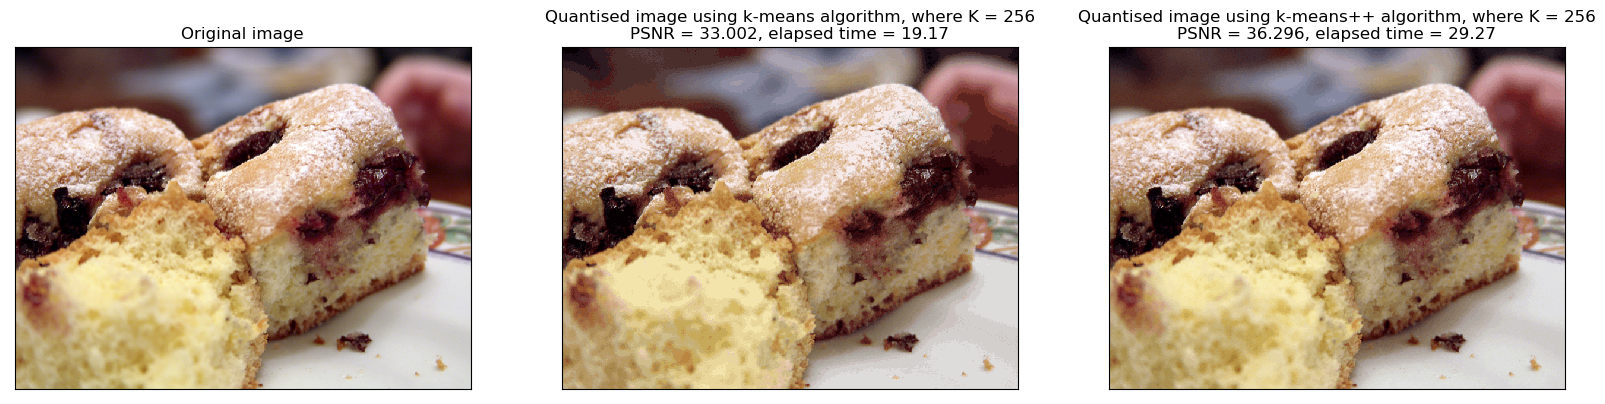 Original image
Quantised image using k-means algorithm, where K = 256
PSNR = 33.002, elapsed time = 19.17
Quantised image using k-means++ algorithm, where K = 256
PSNR = 36.296, elapsed time = 29.27